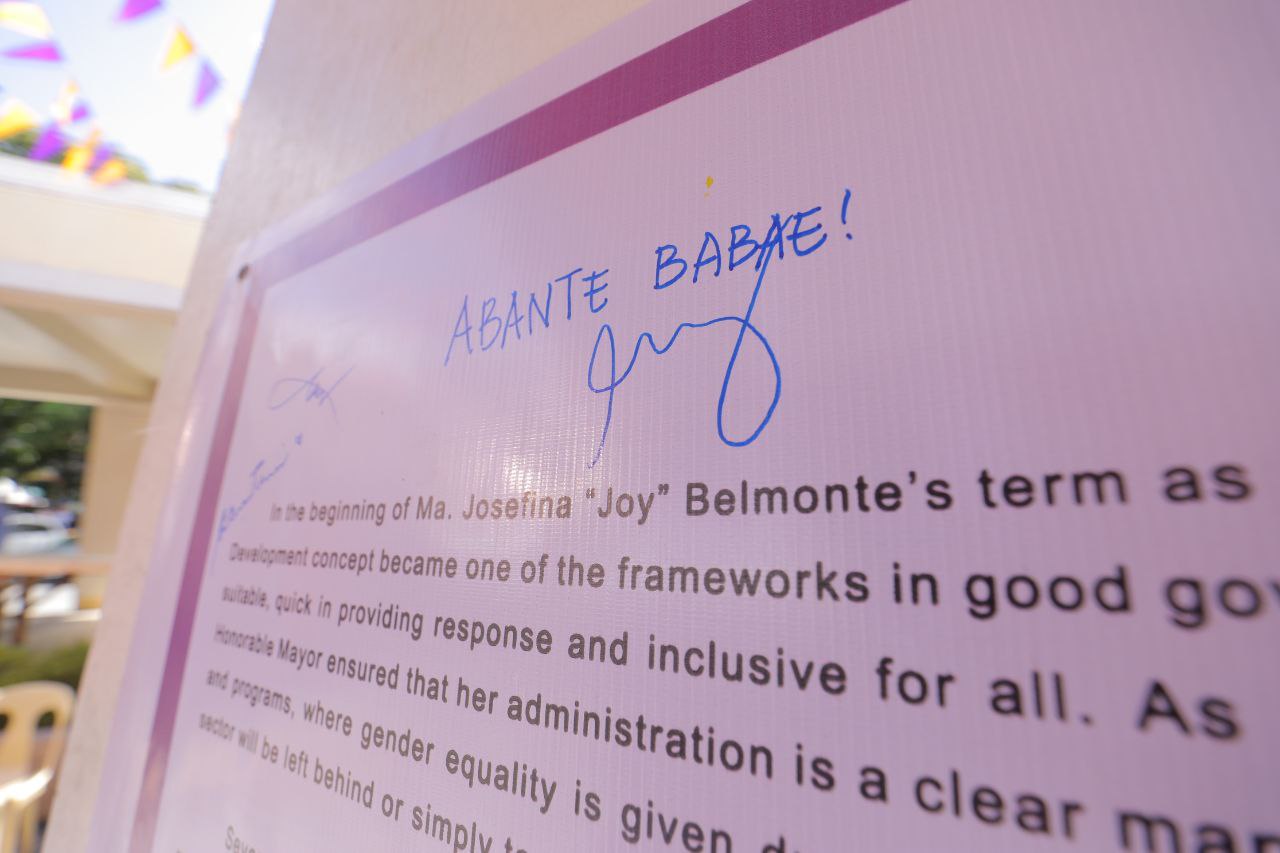 ABANTE BABAE!
In the beginning of Ma. Josefina “Joy” Belmonte’s term as
Development concept became one of the frameworks in good gov
suitable, quick in providing response and inclusive for all. As
Honorable Mayor ensured that her administration is a clear man
and programs, where gender equality is given d
sector will be left behind or simply t
Seve